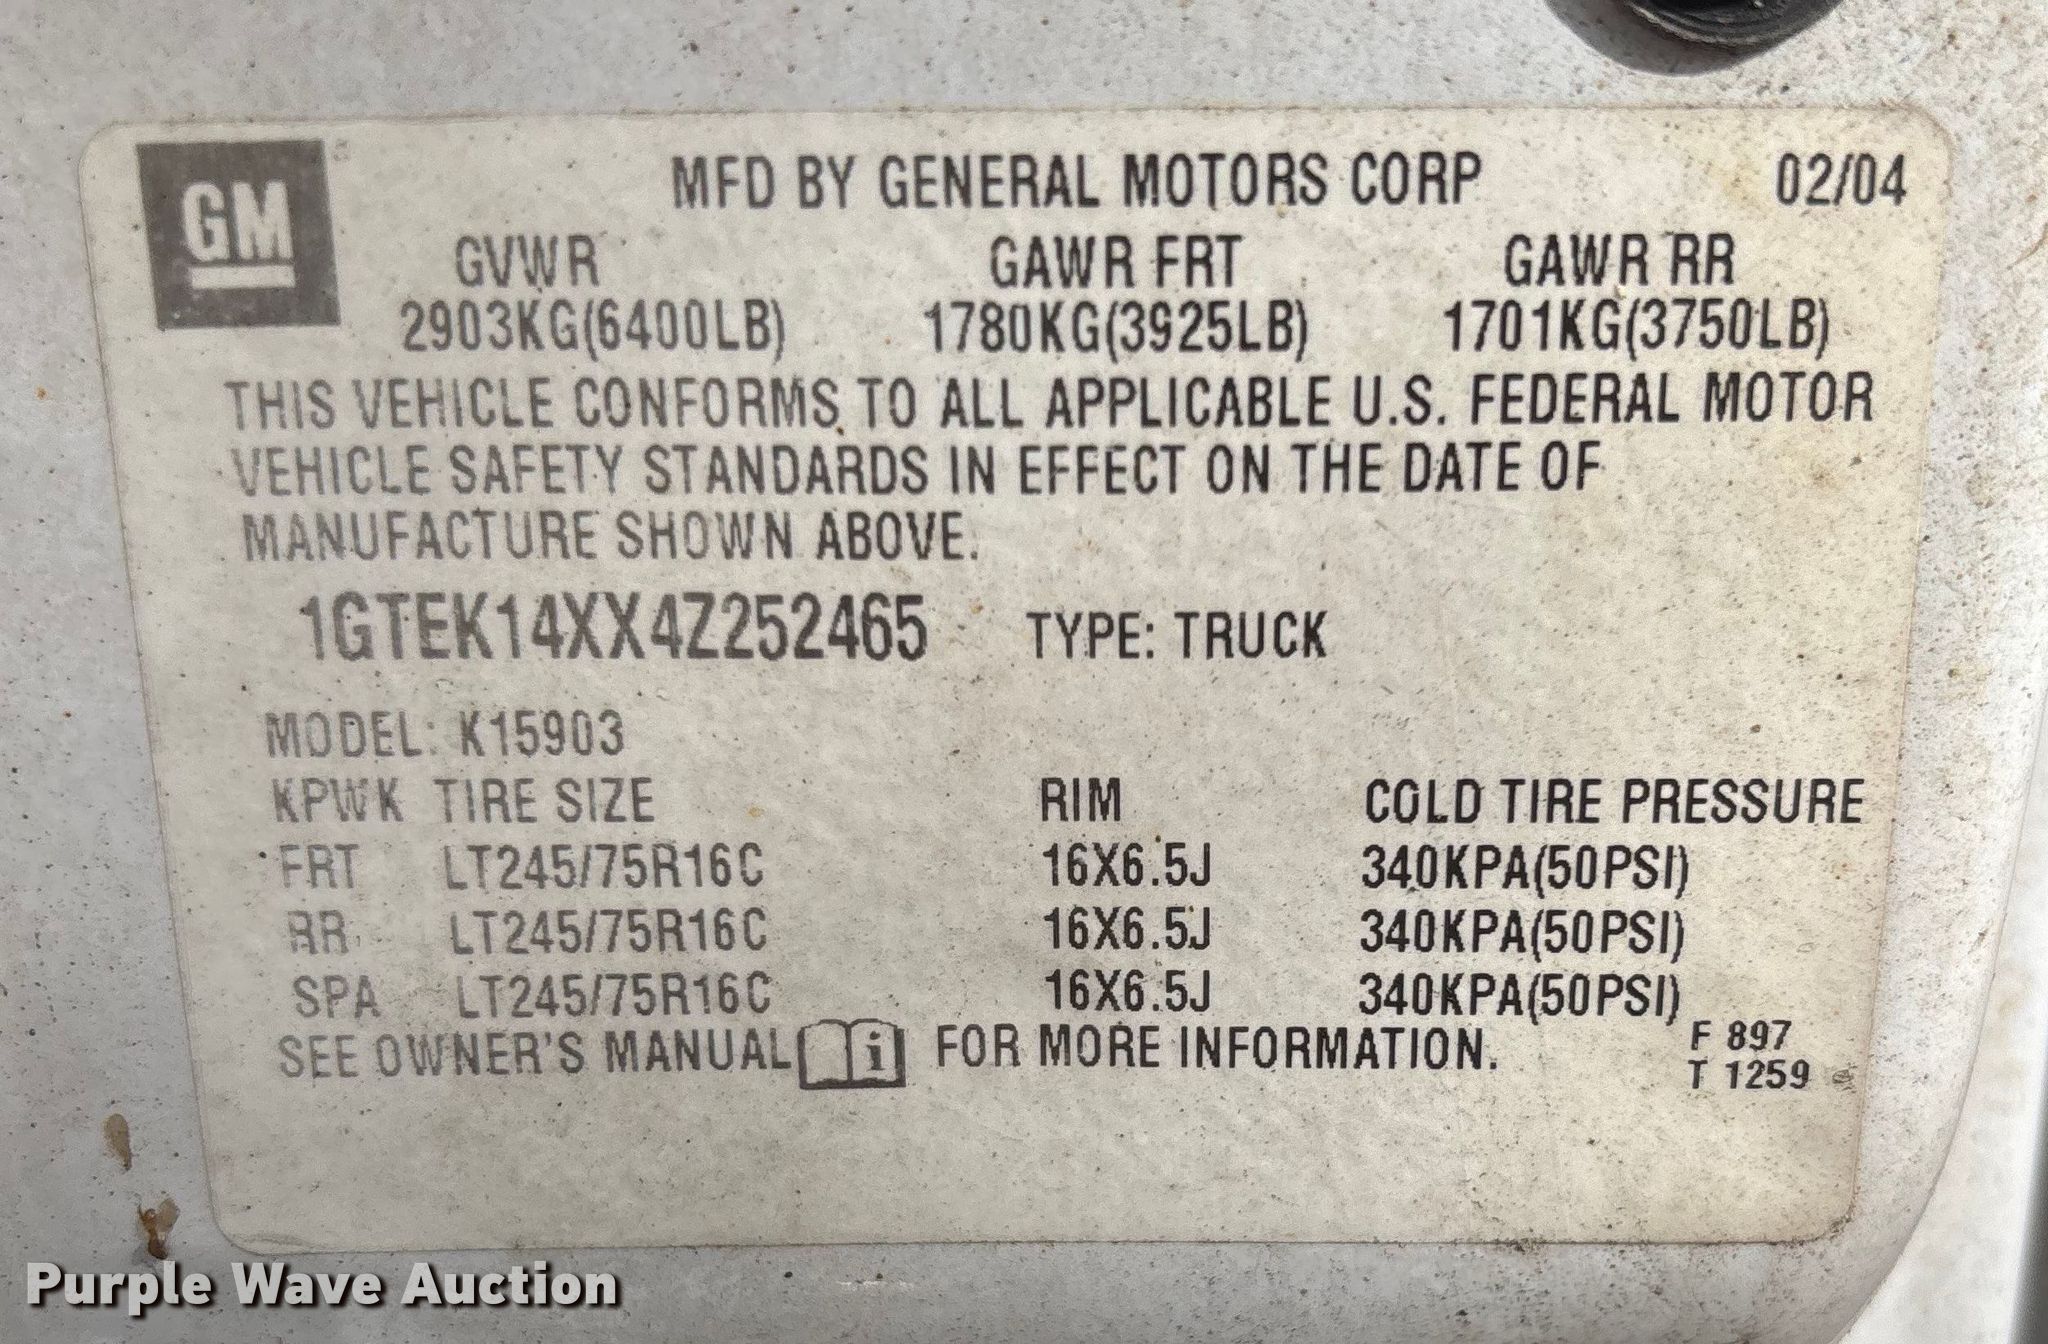 GM
MFD BY GENERAL MOTORS CORP 02/04
GVWR GAWR FRT GAWR RR
2903KG(6400LB) 1780KG(3925LB) 1701KG(3750LB)
THIS VEHICLE CONFORMS TO ALL APPLICABLE U.S. FEDERAL MOTOR
VEHICLE SAFETY STANDARDS IN EFFECT ON THE DATE OF
MANUFACTURE SHOWN ABOVE.
1GTEK14XX4Z252465 TYPE: TRUCK
MODEL: K15903
KPWK TIRE SIZE RIM COLD TIRE PRESSURE
FRT LT245/75R16C 16X6.5J 340KPA(50PSI)
RR LT245/75R16C 16X6.5J 340KPA(50PSI)
SPA LT245/75R16C 16X6.5J 340KPA(50PSI)
SEE OWNER'S MANUAL i FOR MORE INFORMATION.
F 897
T 1259
Purple Wave Auction